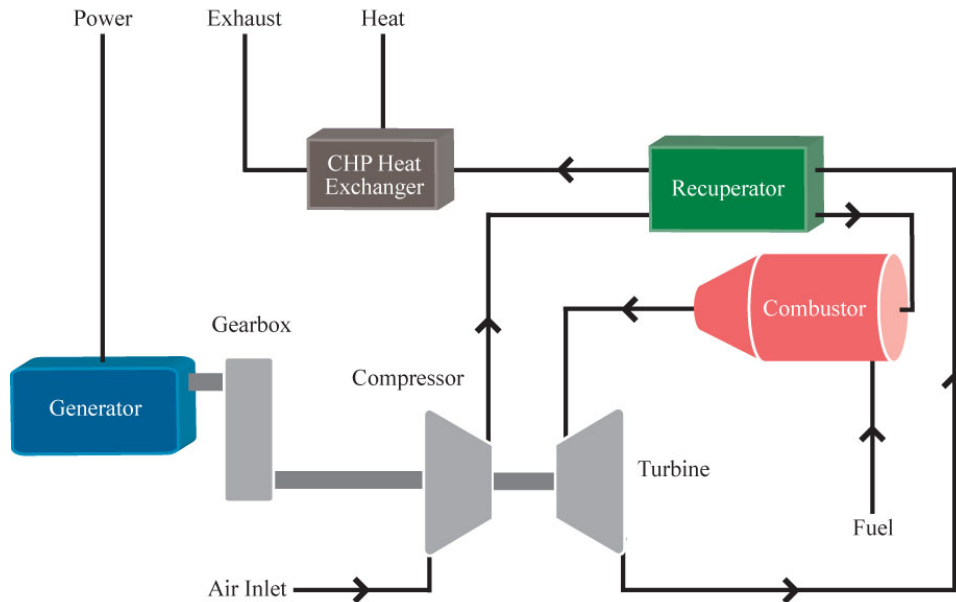 Power
Exhaust
Heat
CHP Heat
Exchanger
Recuperator
Combustor
Gearbox
Compressor
Generator
Turbine
Fuel
Air Inlet